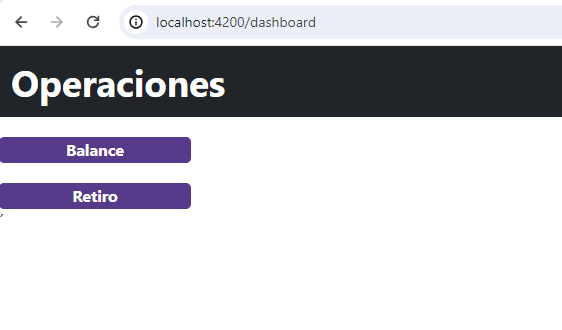 localhost:4200/dashboard
Operaciones
Balance
Retiro
´